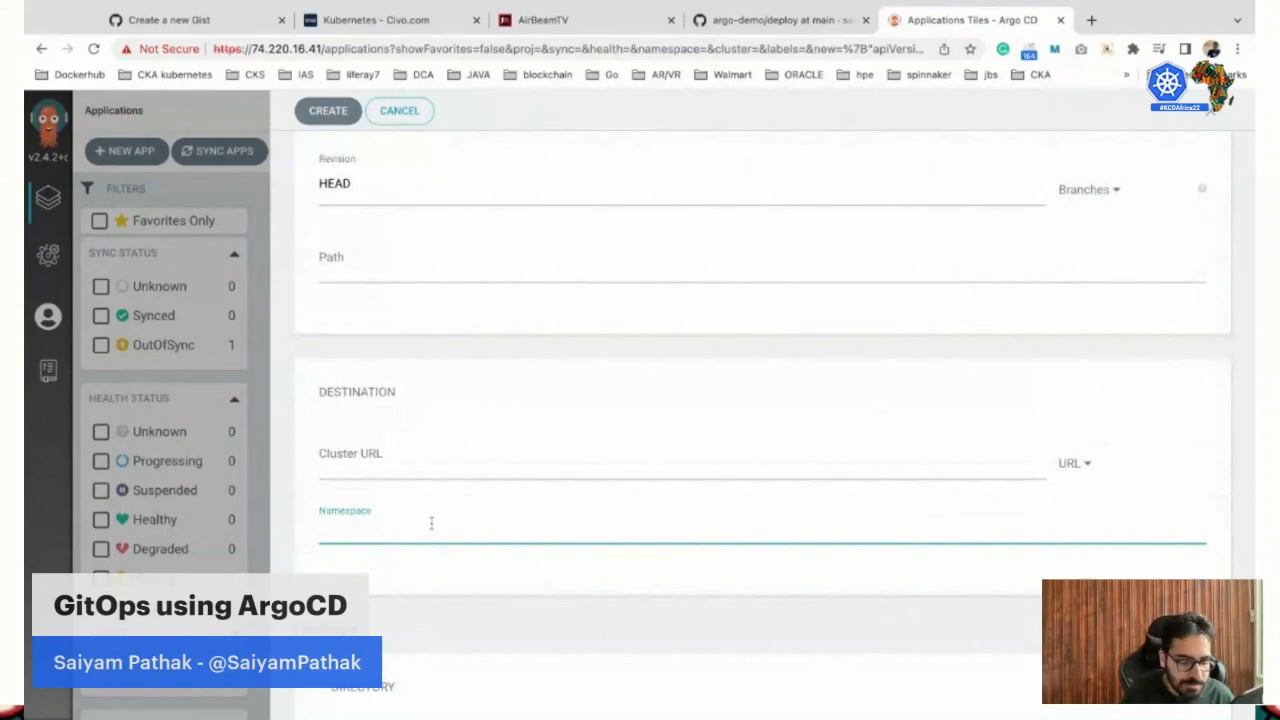 Create a new Gist
Kubernetes - Civo.com
AirBeamTV
argo-demo/deploy at main · sa
Applications Tiles - Argo CD
Not Secure
https://74.220.16.41/applications?showFavorites=false&proj=&sync=&health=&namespace=&cluster=&labels=&new=%7B"apiVersi...
164
M
Dockerhub
CKA kubernetes
CKS
IAS
liferay7
DCA
JAVA
blockchain
Go
AR/VR
Walmart
ORACLE
hpe
spinnaker
jbs
CKA
»
#KCDAfrica22
v2.4.2+c
Applications
+ NEW APP
SYNC APPS
FILTERS
Favorites Only
SYNC STATUS
Unknown 0
Synced 0
OutOfSync 1
HEALTH STATUS
Unknown 0
Progressing 0
Suspended 0
Healthy 0
Degraded 0
CREATE
CANCEL
Revision
HEAD
Branches
Path
DESTINATION
Cluster URL
URL
Namespace
DIRECTORY
GitOps using ArgoCD
Saiyam Pathak - @SaiyamPathak